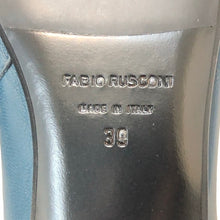 FABIO RUSCONI
MADE IN ITALY
39